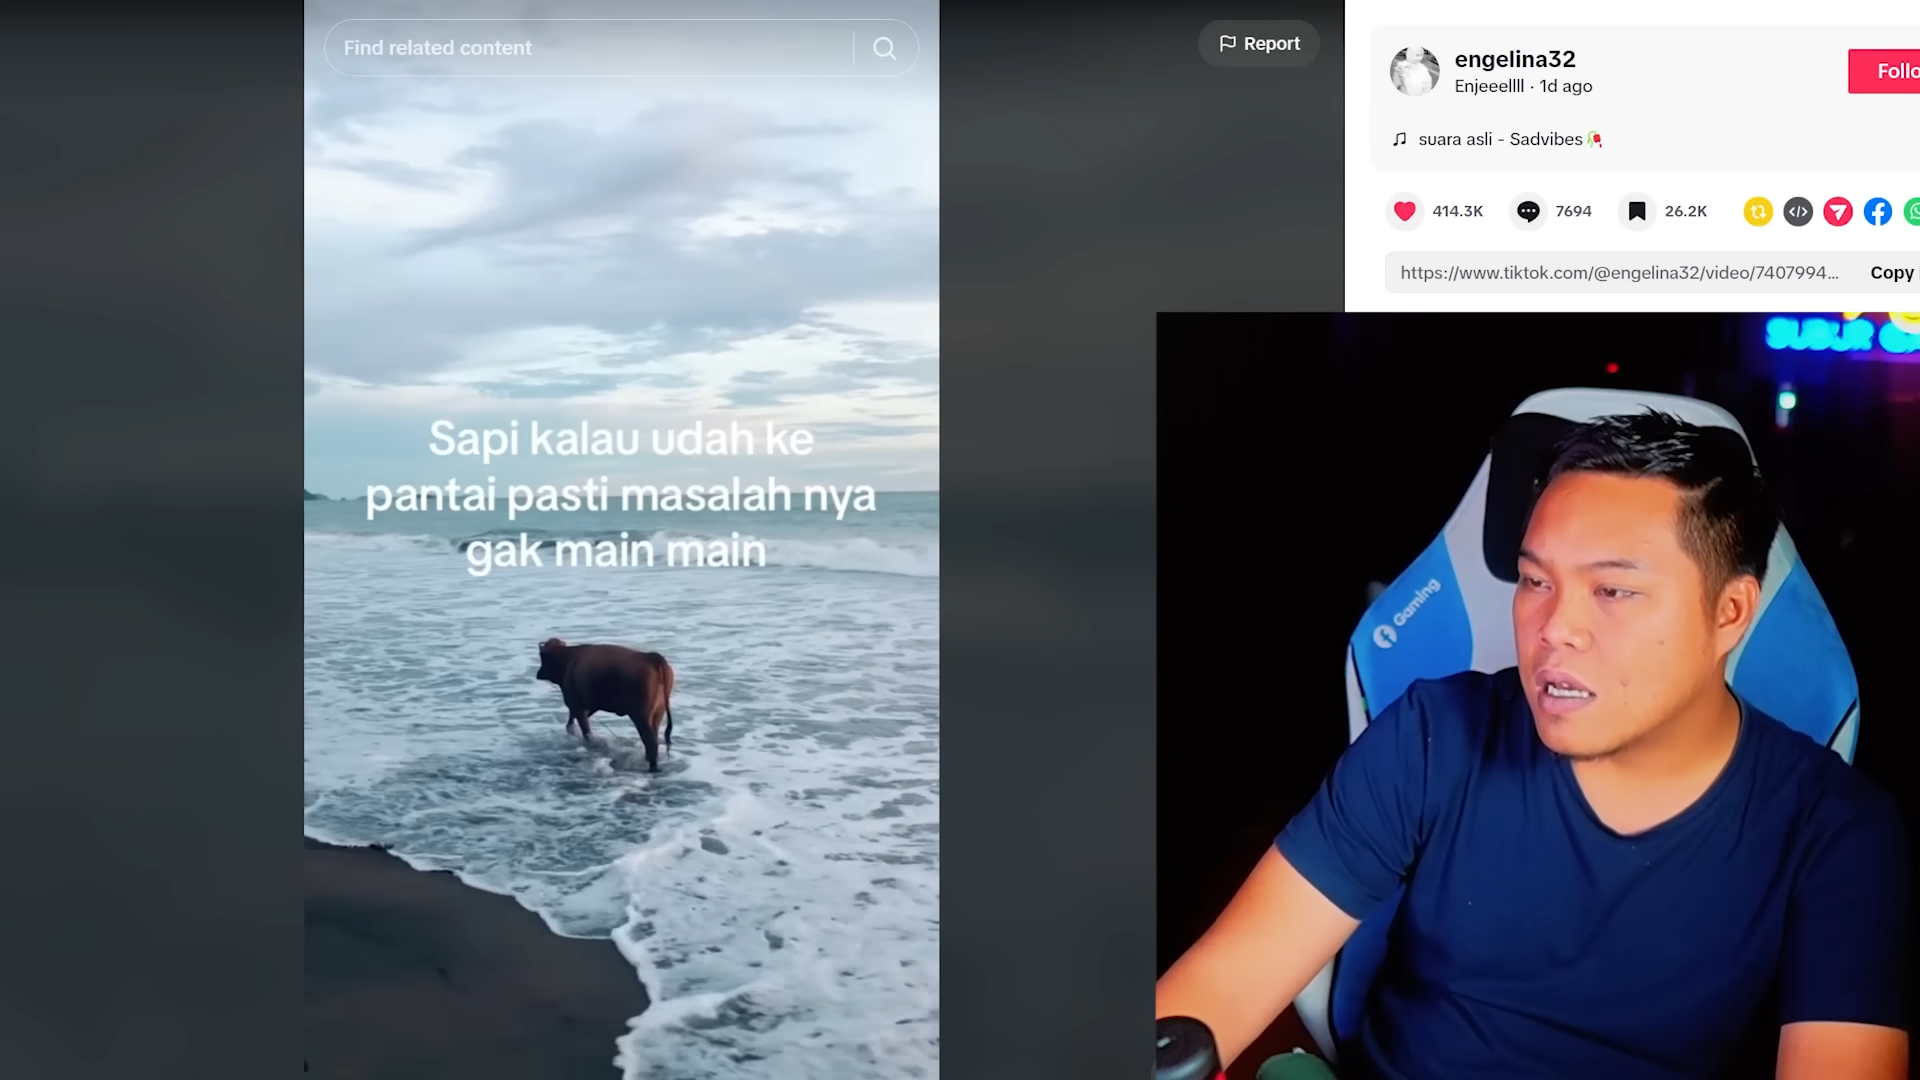 Find related content
Report
Sapi kalau udah ke
pantai pasti masalah nya
gak main main
engelina32
Enjeeellll · 1d ago
Follo
suara asli - Sadvibes
414.3K
7694
26.2K
https://www.tiktok.com/@engelina32/video/7407994...
Copy
SUBUR
Gaming